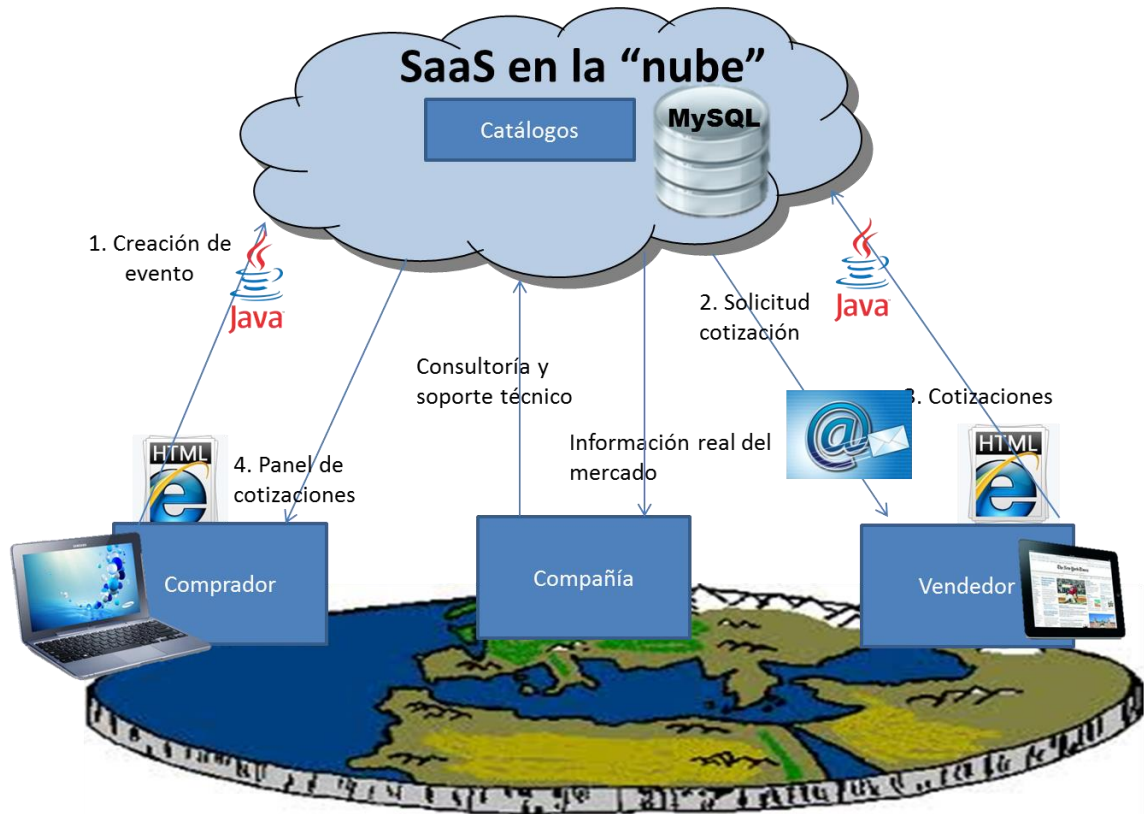 SaaS en la “nube”
Catálogos
MySQL
1. Creación de
evento
Java
Java
2. Solicitud
cotización
Consultoría y
soporte técnico
3. Cotizaciones
Información real del
mercado
HTML
HTML
4. Panel de
cotizaciones
Comprador
Compañía
Vendedor